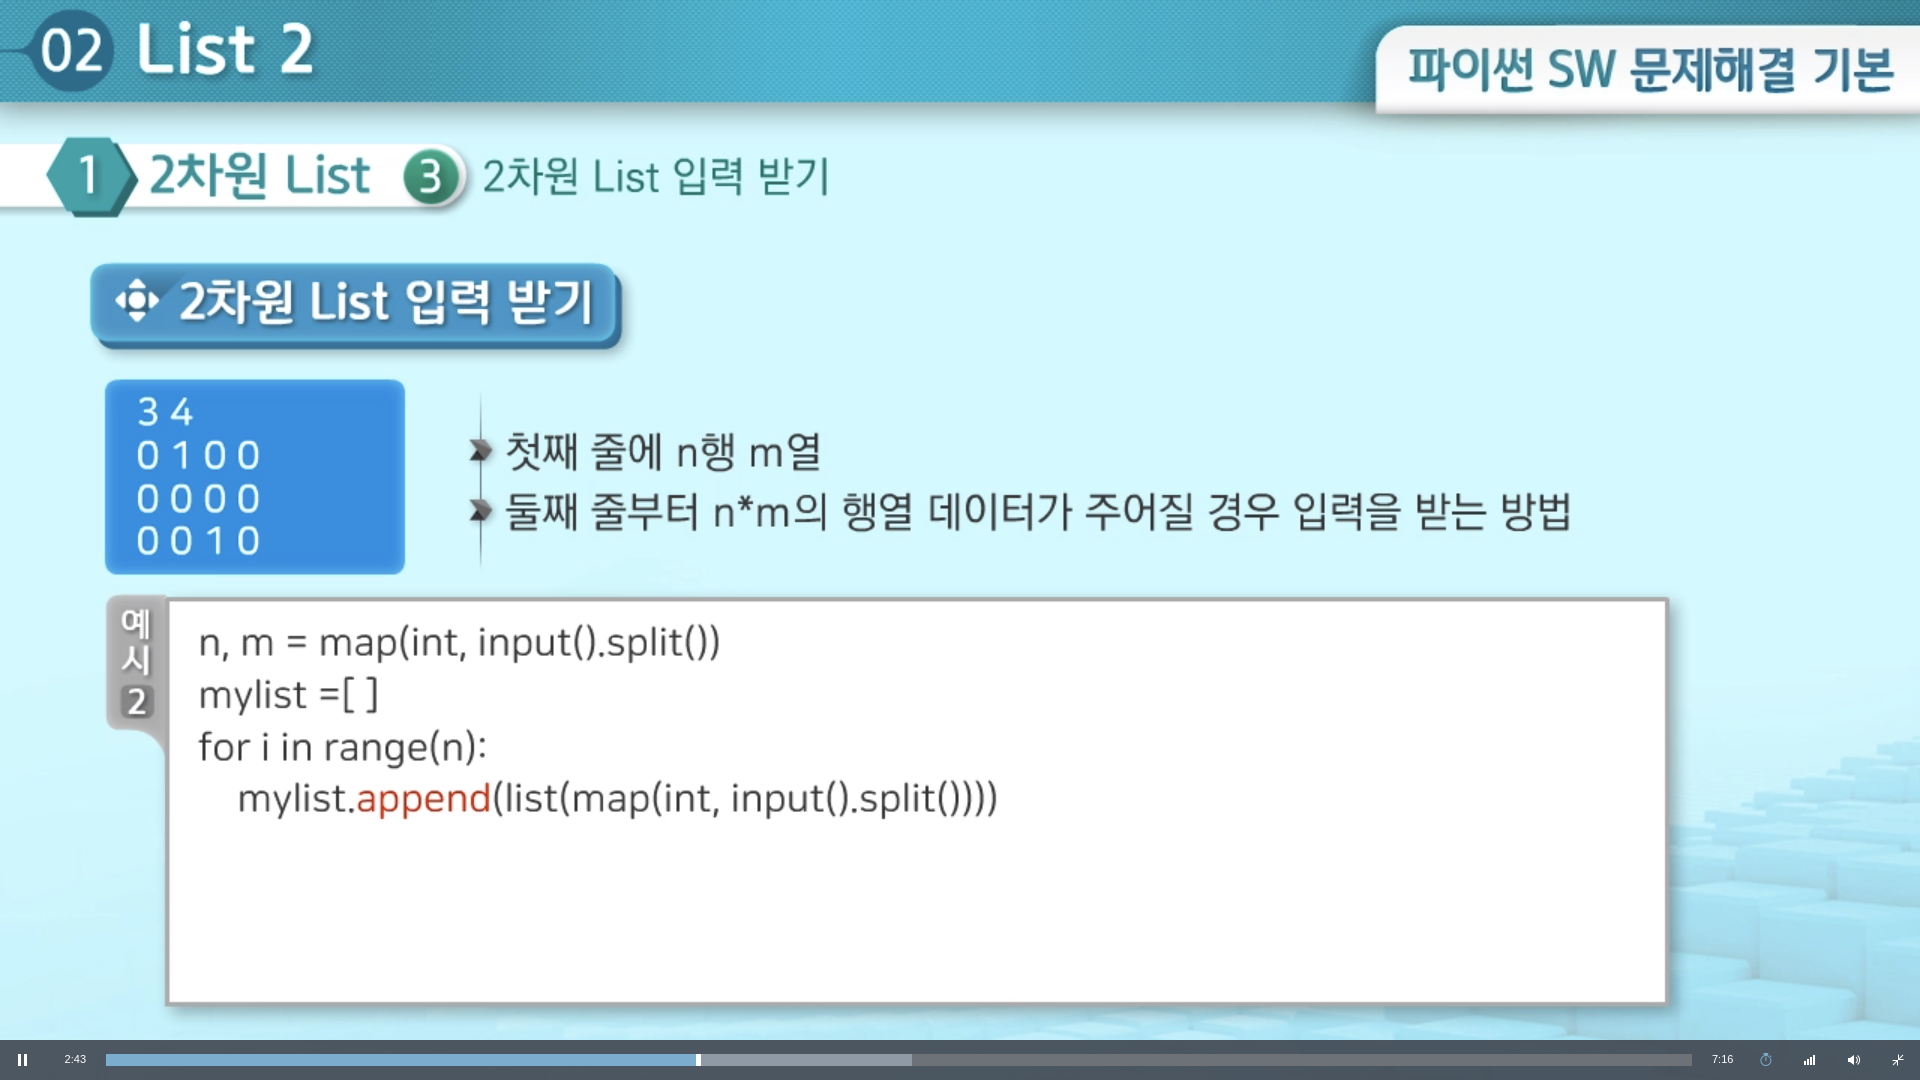 02 List 2
파이썬 SW 문제해결 기본
1 2차원 List 3 2차원 List 입력 받기
2차원 List 입력 받기
3 4
0 1 0 0
0 0 0 0
0 0 1 0
첫째 줄에 n행 m열
둘째 줄부터 n*m의 행열 데이터가 주어질 경우 입력을 받는 방법
예시 2
n, m = map(int, input().split())
mylist =[ ]
for i in range(n):
    mylist.append(list(map(int, input().split())))
2:43
7:16